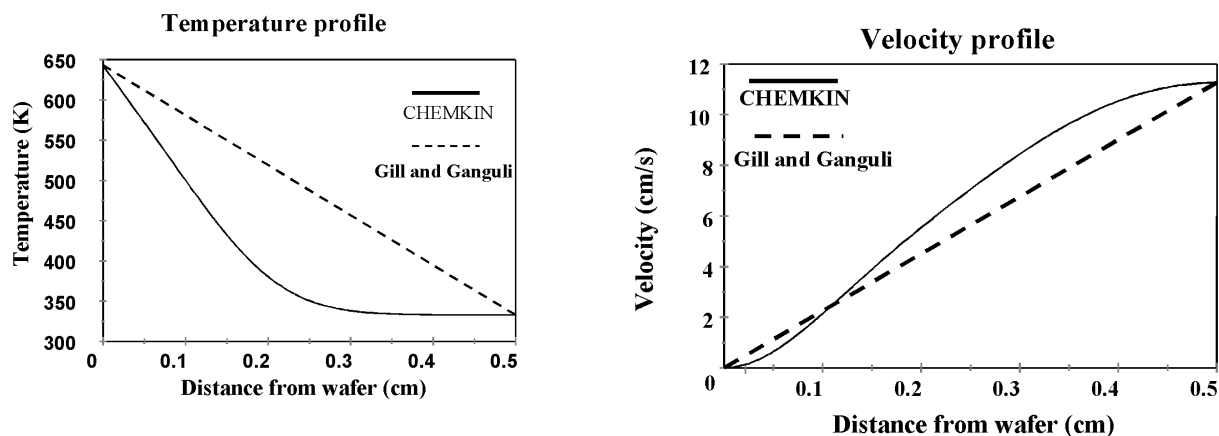 Temperature profile
650
600
550
500
450
400
350
300
0
0.1
0.2
0.3
0.4
0.5
Temperature (K)
Distance from wafer (cm)
CHEMKIN
Gill and Ganguli
Velocity profile
12
10
8
6
4
2
0
0.1
0.2
0.3
0.4
0.5
Velocity (cm/s)
Distance from wafer (cm)
CHEMKIN
Gill and Ganguli